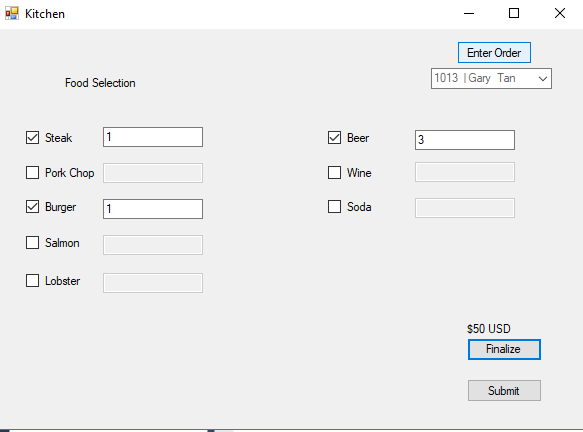 Kitchen
Enter Order
1013 | Gary Tan
Food Selection
Steak 1 Beer 3
Pork Chop Wine
Burger 1 Soda
Salmon
Lobster
$50 USD
Finalize
Submit